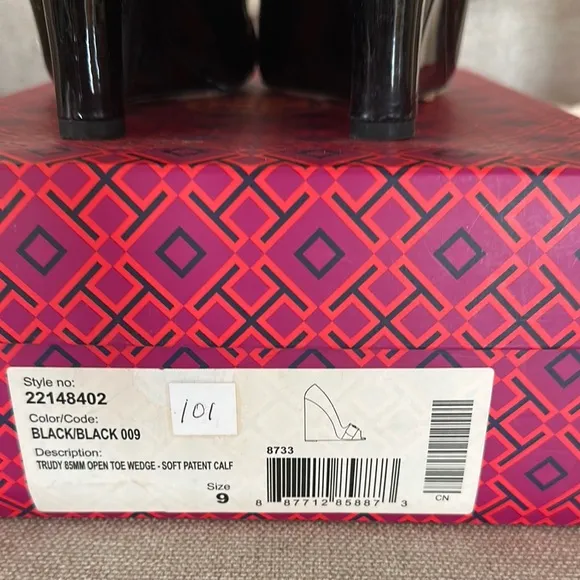 Style no:
22148402
101
Color/Code:
BLACK/BLACK 009
Description:
TRUDY 85MM OPEN TOE WEDGE - SOFT PATENT CALF
Size
9
8733
8 87712 85887 3
CN